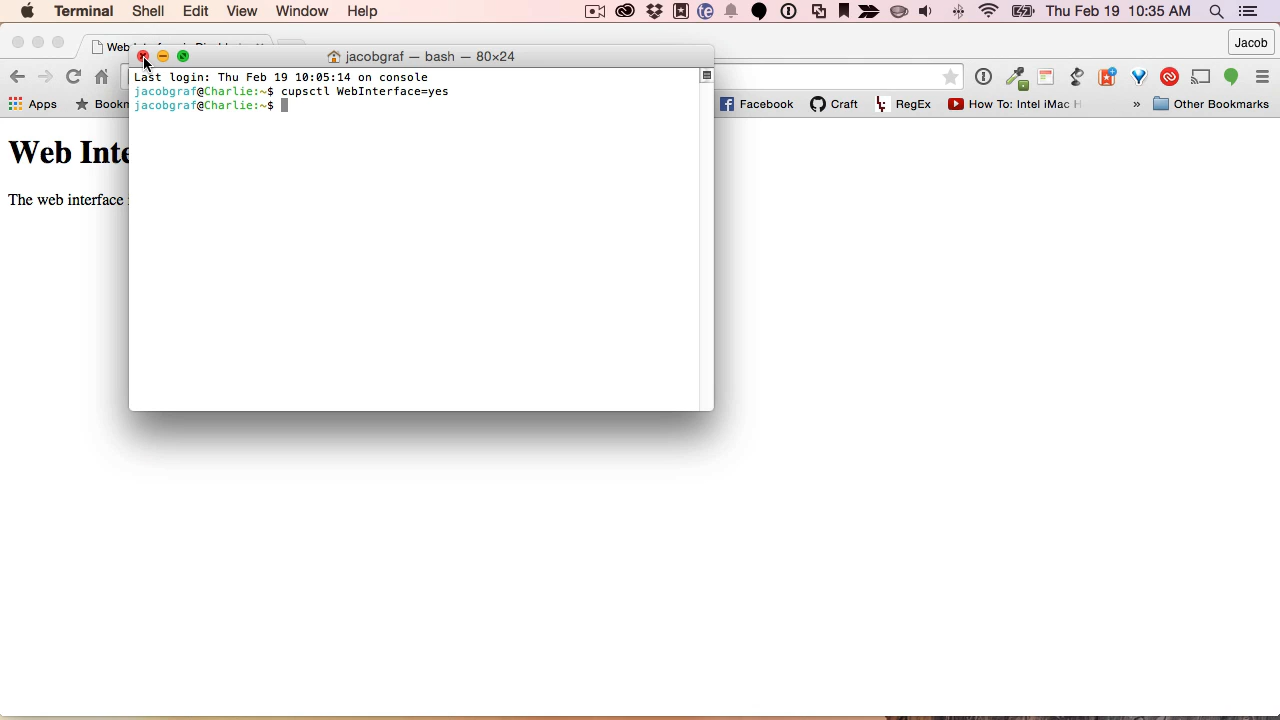 Terminal Shell Edit View Window Help Thu Feb 19 10:35 AM
Web Jacob
jacobgraf — bash — 80×24
Last login: Thu Feb 19 10:05:14 on console
jacobgraf@Charlie:~$ cupsctl WebInterface=yes
jacobgraf@Charlie:~$
Apps Bookm Facebook Craft RegEx How To: Intel iMac H » Other Bookmarks
Web Inte
The web interface i